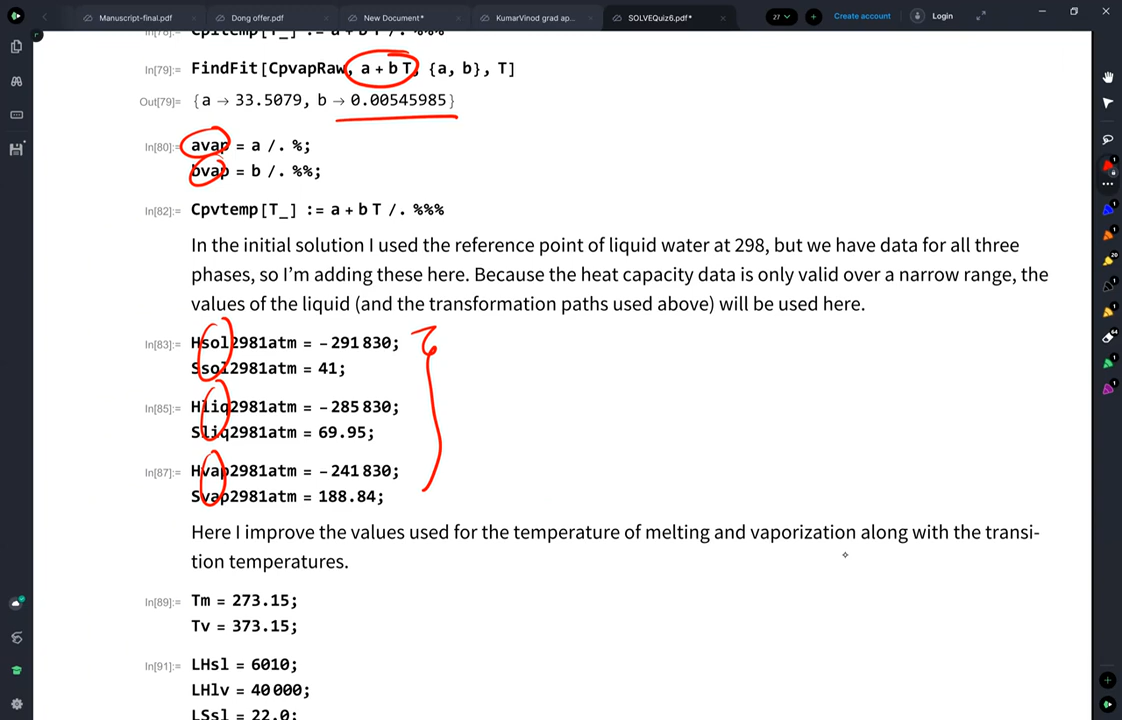 Manuscript-final.pdf
Dong offer.pdf
New Document*
KumarVinod grad ap...
SOLVEQuiz6.pdf*
27
Create account
Login
In[79]:= FindFit[CpvapRaw, a + b T, {a, b}, T]
Out[79]= {a → 33.5079, b → 0.00545985}
In[80]:= avap = a /. %;
bvap = b /. %%;
In[82]:= Cpvtemp[T_] := a + b T /. %%%
In the initial solution I used the reference point of liquid water at 298, but we have data for all three
phases, so I'm adding these here. Because the heat capacity data is only valid over a narrow range, the
values of the liquid (and the transformation paths used above) will be used here.
In[83]:= Hsol2981atm = -291 830;
Ssol2981atm = 41;
In[85]:= Hliq2981atm = -285 830;
Sliq2981atm = 69.95;
In[87]:= Hvap2981atm = -241 830;
Svap2981atm = 188.84;
Here I improve the values used for the temperature of melting and vaporization along with the transi-
tion temperatures.
In[89]:= Tm = 273.15;
Tv = 373.15;
In[91]:= LHsl = 6010;
LHlv = 40 000;
LSsl = 22.0;